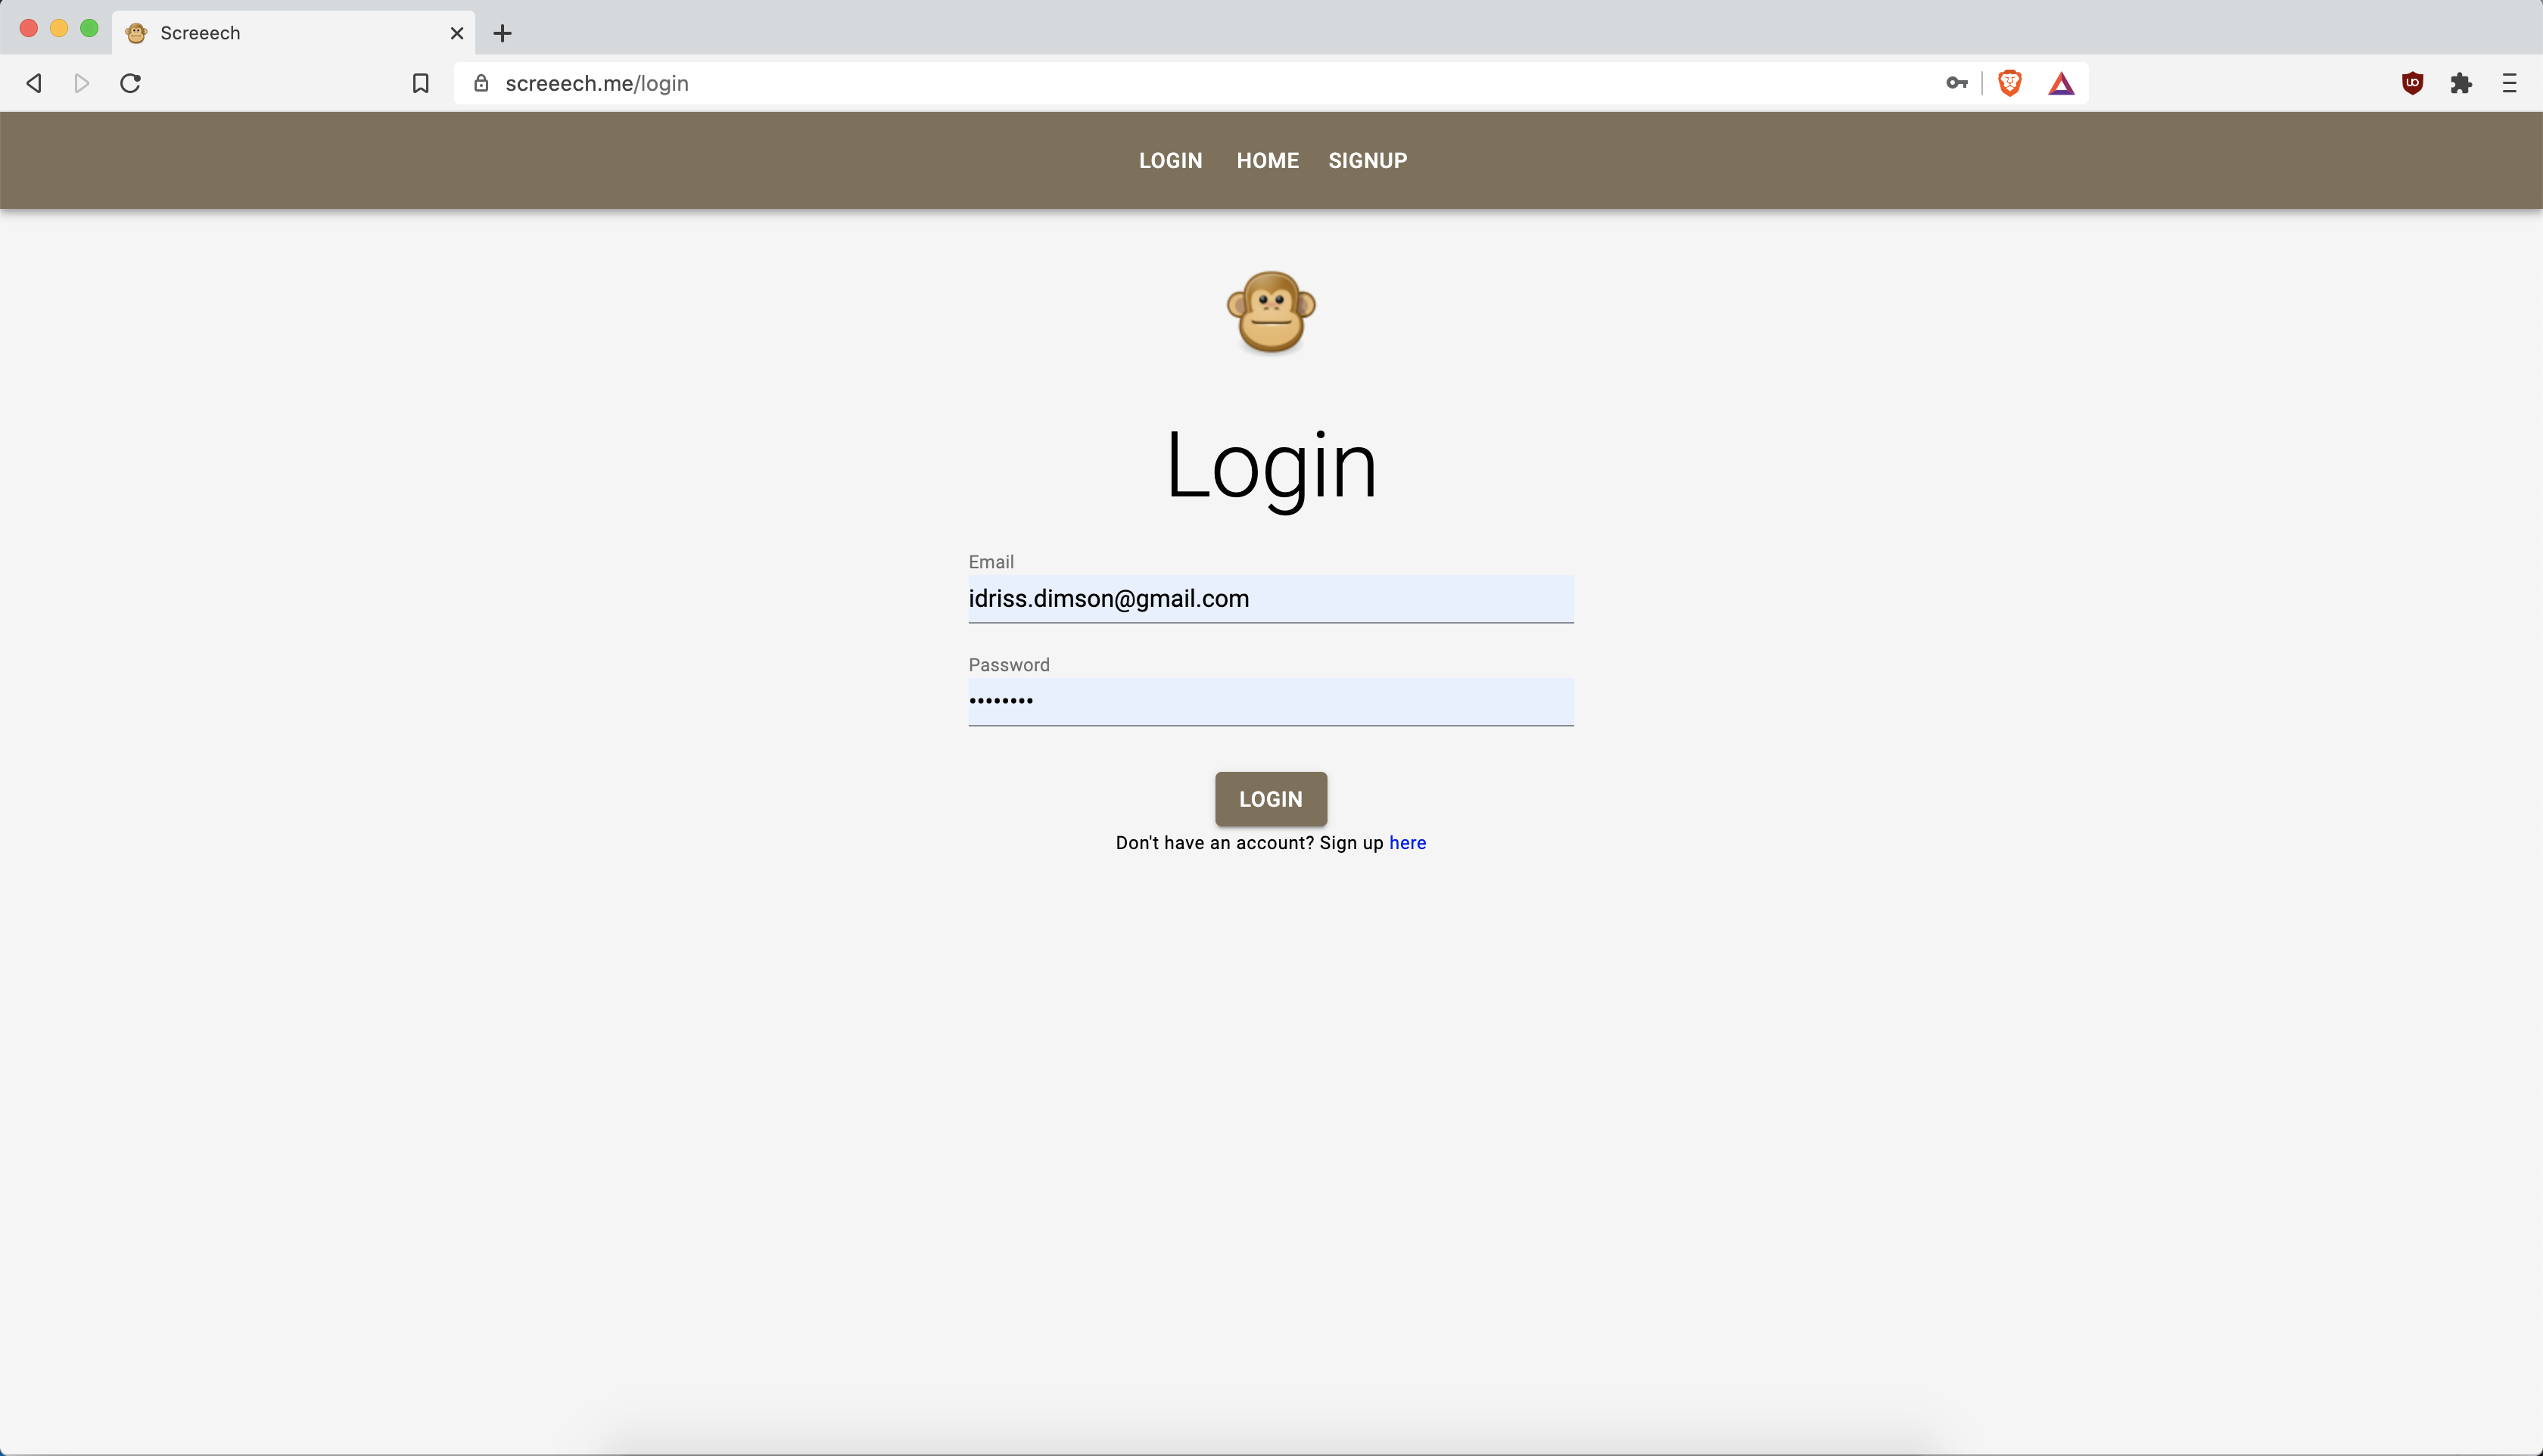 Screeech
screeech.me/login
LOGIN HOME SIGNUP
Login
Email
idriss.dimson@gmail.com
Password
••••••••
LOGIN
Don't have an account? Sign up here